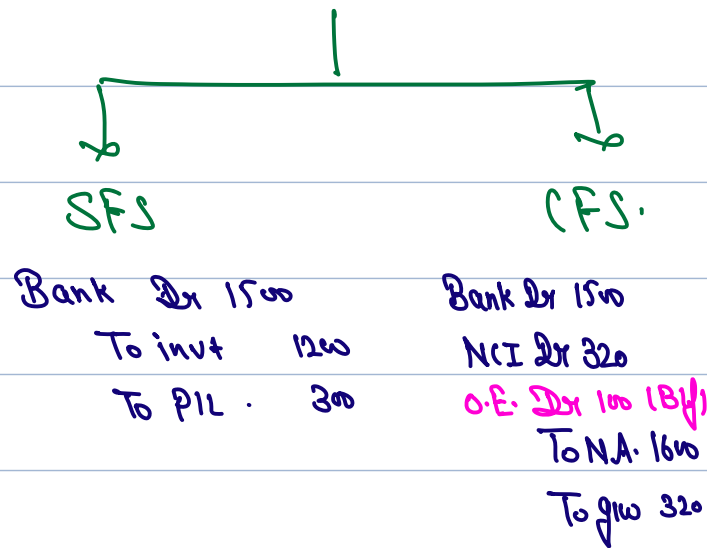 SFS
CFS.
Bank Dr 1500
To invt 1200
To P/L. 300
Bank Dr 1500
NCI Dr 320
O.E. Dr 100 (B/f)
To N.A. 1600
To g/w 320